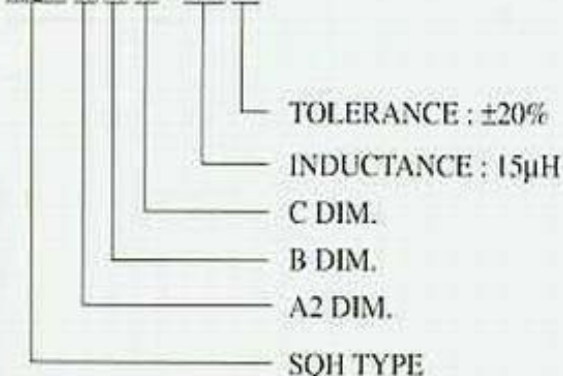 TOLERANCE : ±20%
INDUCTANCE : 15µH
C DIM.
B DIM.
A2 DIM.
SQH TYPE